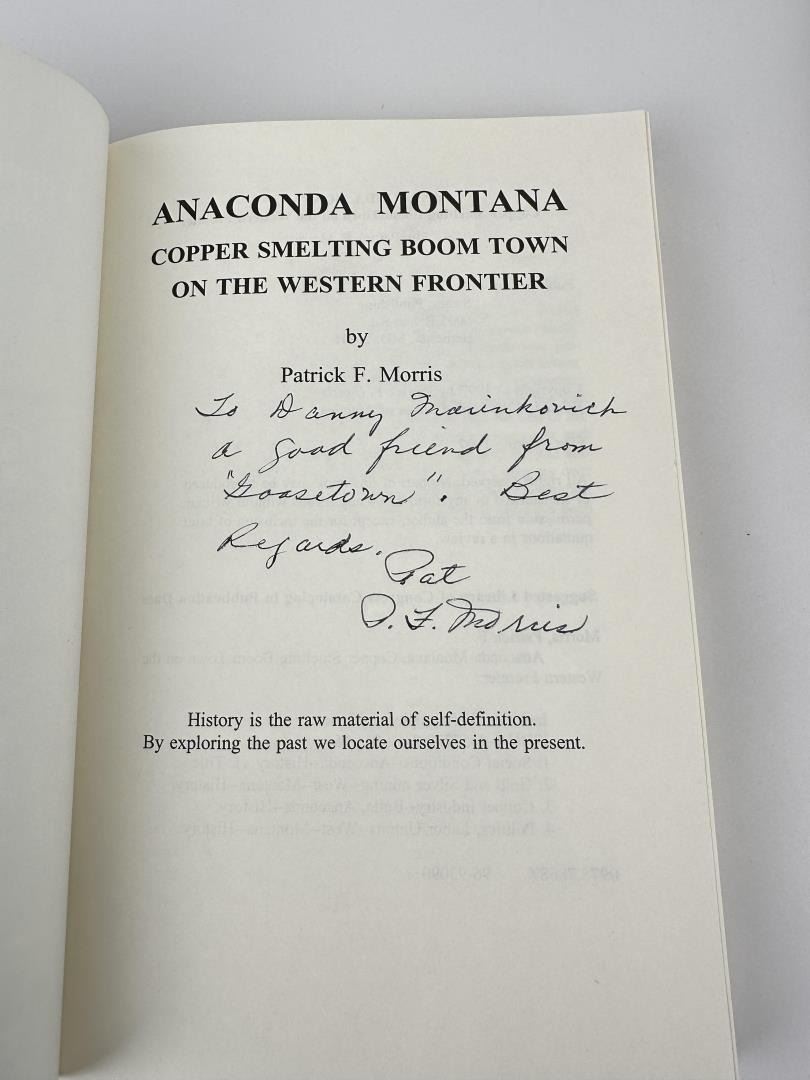 ANACONDA MONTANA
COPPER SMELTING BOOM TOWN
ON THE WESTERN FRONTIER
by
Patrick F. Morris
To Danny Marinkovich
a good friend from
"Goosetown". Best
Regards.
Pat
P. F. Morris
History is the raw material of self-definition.
By exploring the past we locate ourselves in the present.